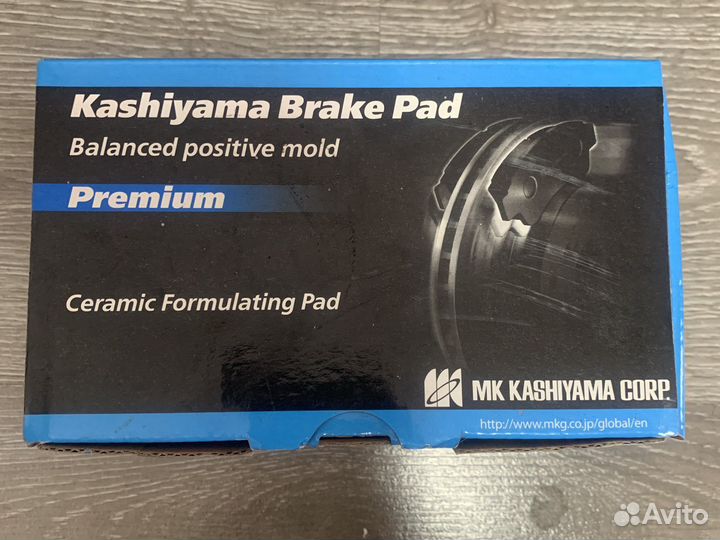 Kashiyama Brake Pad
Balanced positive mold
Premium
Ceramic Formulating Pad
MK KASHIYAMA CORP.
http://www.mkg.co.jp/global/en
Avito